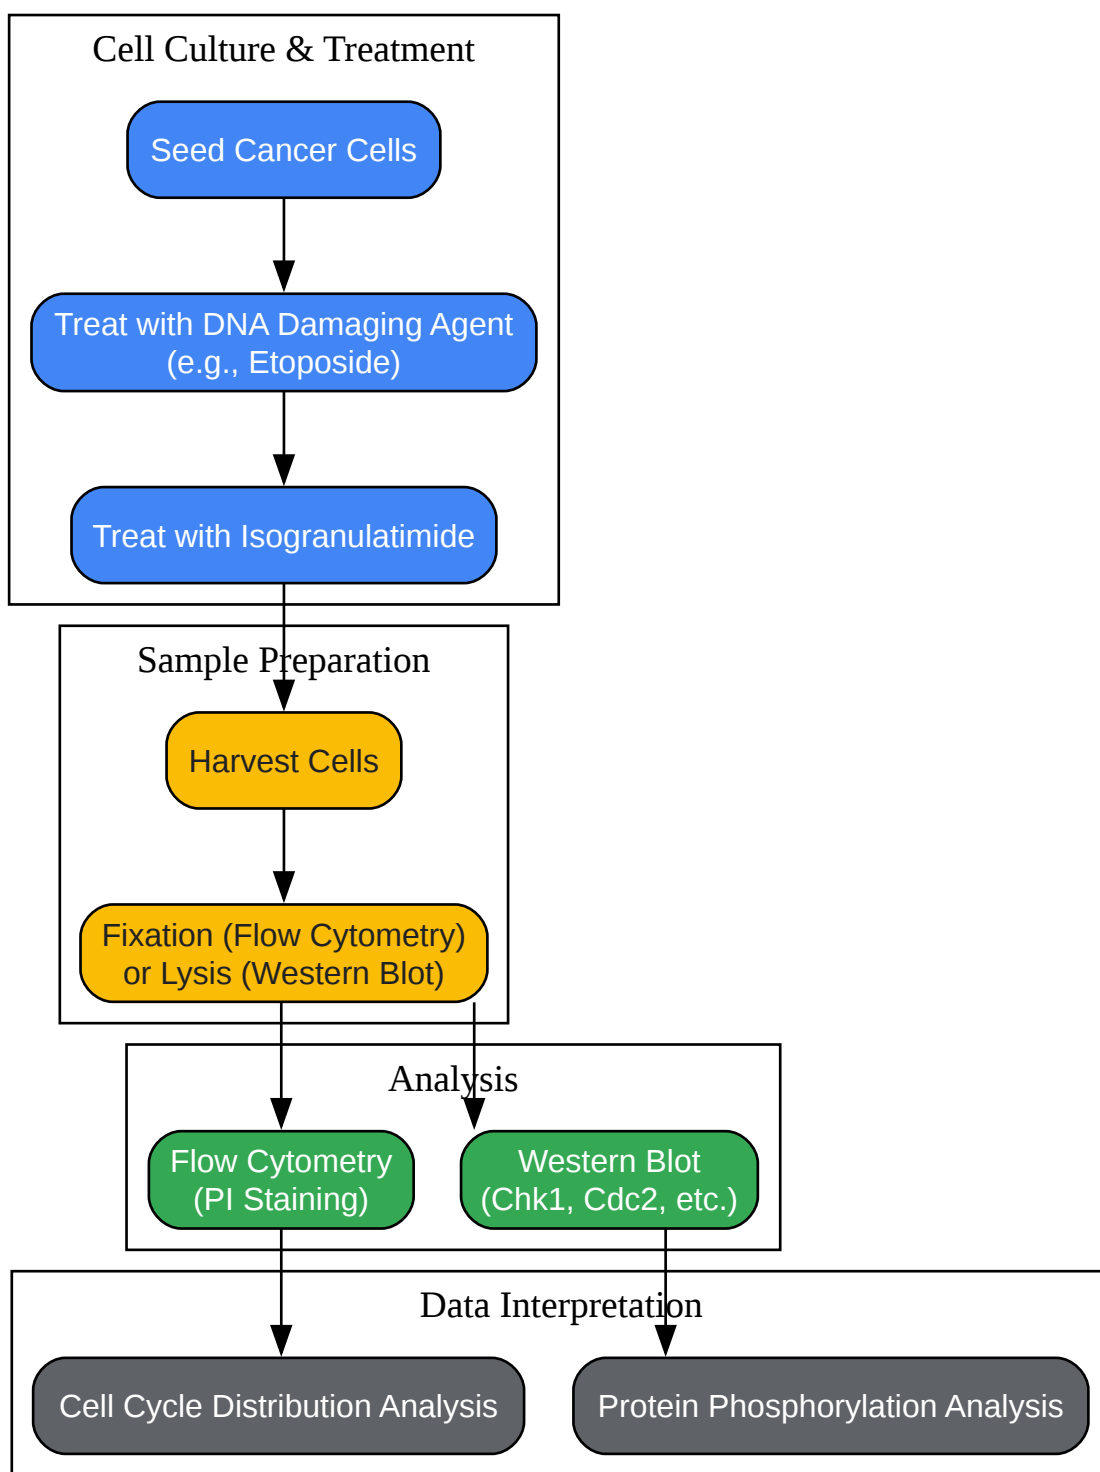 Cell Culture & Treatment
Seed Cancer Cells
Treat with DNA Damaging Agent
(e.g., Etoposide)
Treat with Isogranulatimide
Sample Preparation
Harvest Cells
Fixation (Flow Cytometry)
or Lysis (Western Blot)
Analysis
Flow Cytometry
(PI Staining)
Western Blot
(Chk1, Cdc2, etc.)
Data Interpretation
Cell Cycle Distribution Analysis
Protein Phosphorylation Analysis